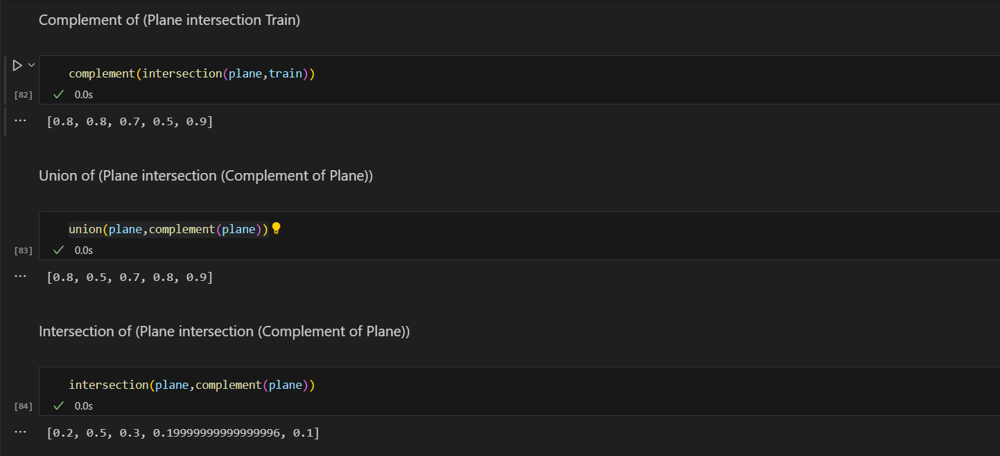 Complement of (Plane intersection Train)
complement(intersection(plane,train))
[82]
0.0s
[0.8, 0.8, 0.7, 0.5, 0.9]
Union of (Plane intersection (Complement of Plane))
union(plane,complement(plane))
[83]
0.0s
[0.8, 0.5, 0.7, 0.8, 0.9]
Intersection of (Plane intersection (Complement of Plane))
intersection(plane,complement(plane))
[84]
0.0s
[0.2, 0.5, 0.3, 0.19999999999999996, 0.1]